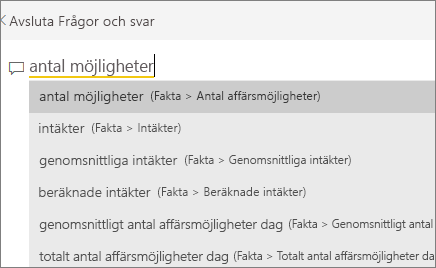 Avsluta Frågor och svar
antal möjligheter
antal möjligheter (Fakta > Antal affärsmöjligheter)
intäkter (Fakta > Intäkter)
genomsnittliga intäkter (Fakta > Genomsnittliga intäkter)
beräknade intäkter (Fakta > Beräknade intäkter)
genomsnittligt antal affärsmöjligheter dag (Fakta > Genomsnittligt antal
totalt antal affärsmöjligheter dag (Fakta > Totalt antal affärsmöjligheter d